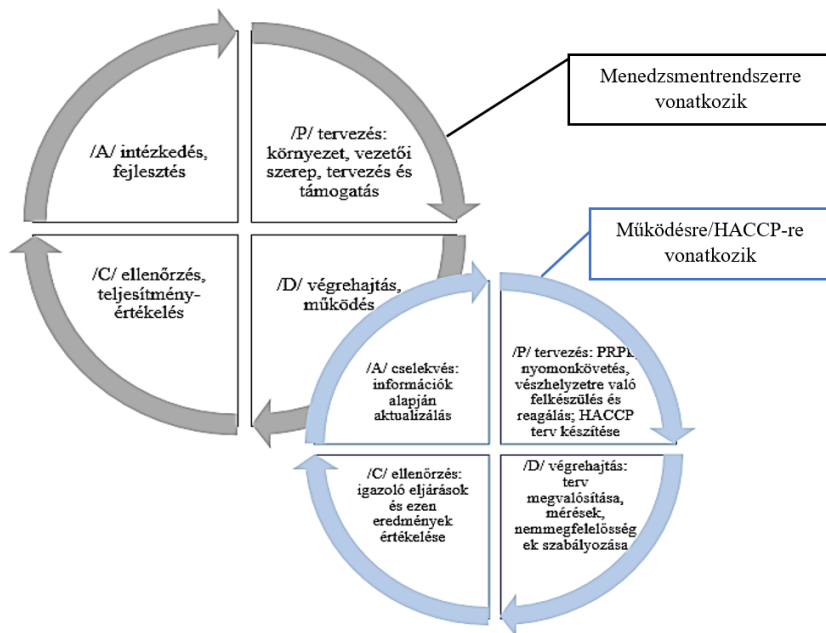 Menedzsmentrendszerre
vonatkozik
/A/ intézkedés,
fejlesztés
/P/ tervezés:
környezet, vezetői
szerep, tervezés és
támogatás
/C/ ellenőrzés,
teljesítmény-
értékelés
/D/ végrehajtás,
működés
Működésre/HACCP-re
vonatkozik
/A/ cselekvés:
információk
alapján
aktualizálás
/P/ tervezés: PRPk,
nyomonkövetés,
vészhelyzetre való
felkészülés és
reagálás; HACCP
terv készítése
/C/ ellenőrzés:
igazoló eljárások
és ezen
eredmények
értékelése
/D/ végrehajtás:
terv
megvalósítása,
mérések,
nemmegfelelősség
ek szabályozása